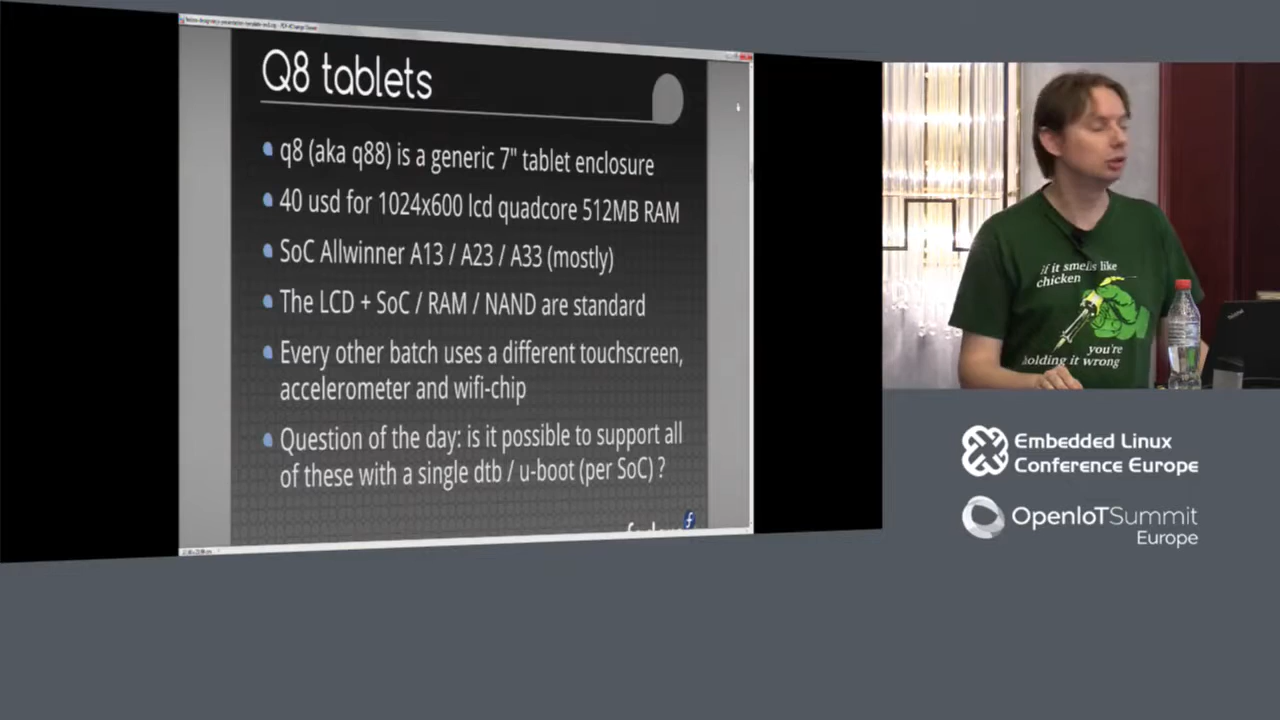 Q8 tablets
q8 (aka q88) is a generic 7" tablet enclosure
40 usd for 1024x600 lcd quadcore 512MB RAM
SoC Allwinner A13 / A23 / A33 (mostly)
The LCD + SoC / RAM / NAND are standard
Every other batch uses a different touchscreen,
accelerometer and wifi-chip
Question of the day: is it possible to support all
of these with a single dtb / u-boot (per SoC) ?
if it smells like
chicken
you're
holding it wrong
Embedded Linux
Conference Europe
OpenIoTSummit
Europe